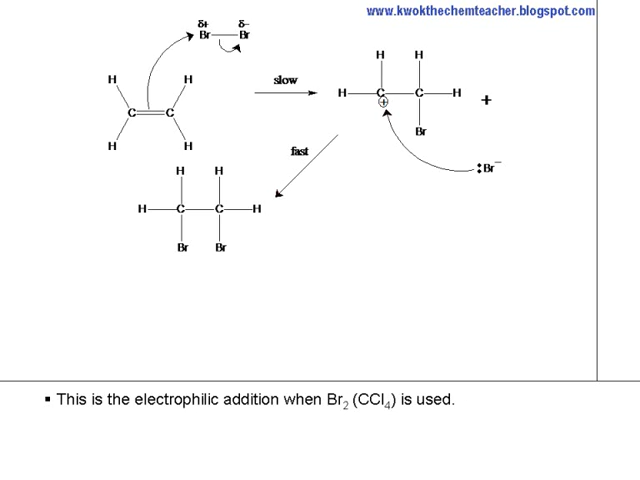 www.kwokthechemteacher.blogspot.com
δ+ δ−
Br Br
H H
C C
H H
slow
H H
H C C H
+
Br
+
:Br−
fast
H H
H C C H
Br Br
▪ This is the electrophilic addition when Br2 (CCl4) is used.